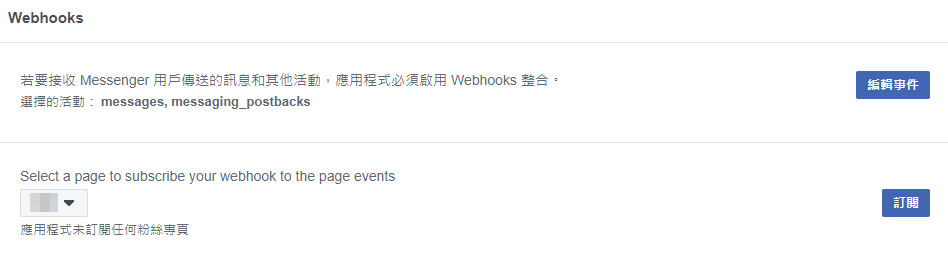 Webhooks
若要接收 Messenger 用戶傳送的訊息和其他活動，應用程式必須啟用 Webhooks 整合。
選擇的活動： messages, messaging_postbacks
編輯事件
Select a page to subscribe your webhook to the page events
訂閱
應用程式未訂閱任何粉絲專頁